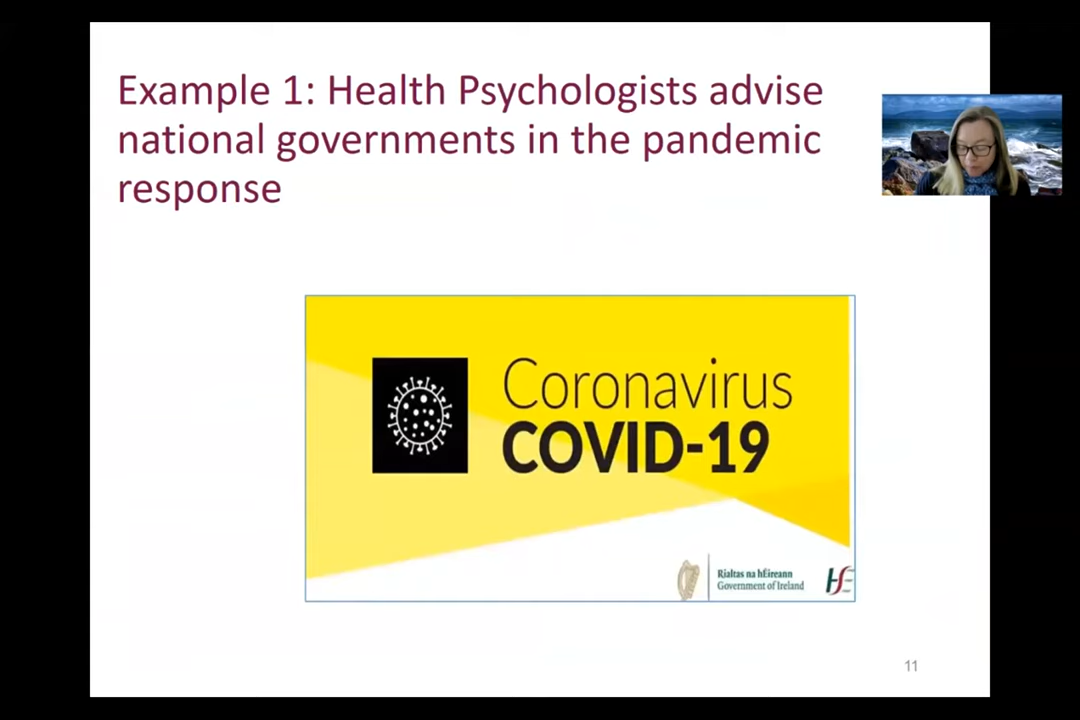 Example 1: Health Psychologists advise
national governments in the pandemic
response
Coronavirus
COVID-19
Rialtas na hÉireann
Government of Ireland
11